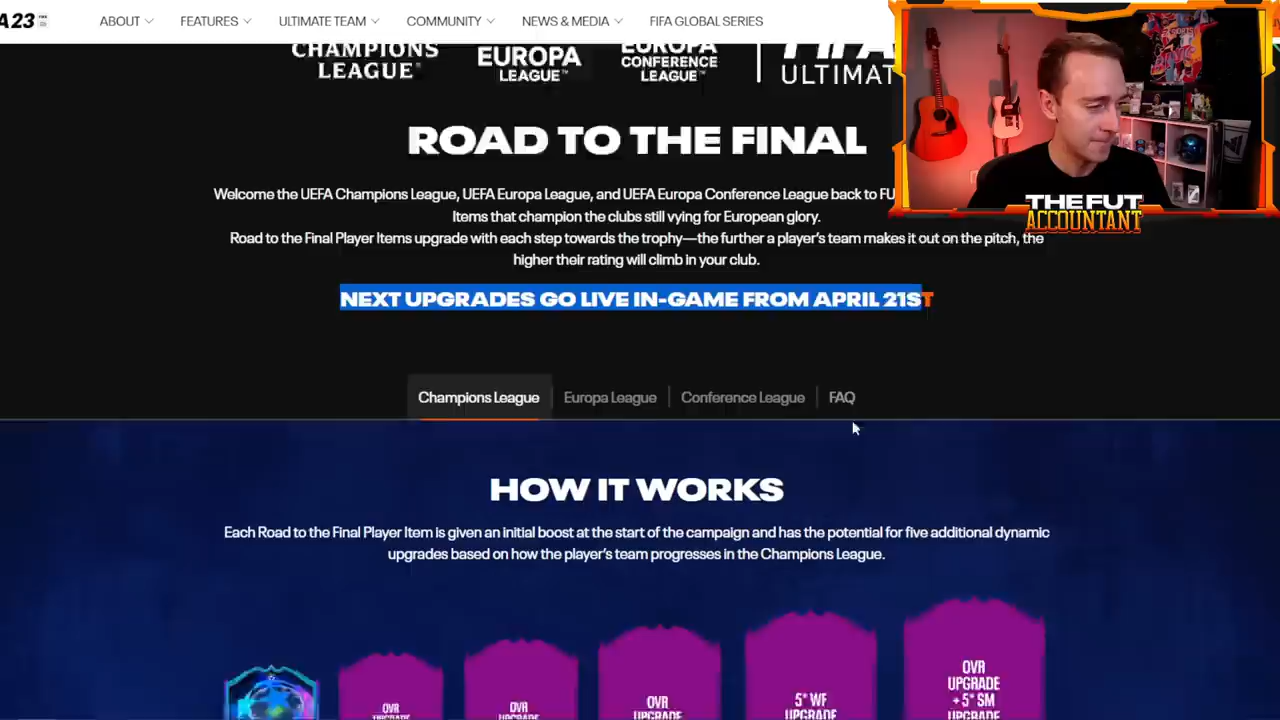 A 23
ABOUT
FEATURES
ULTIMATE TEAM
COMMUNITY
NEWS & MEDIA
FIFA GLOBAL SERIES
CHAMPIONS
LEAGUE
EUROPA
LEAGUE™
EUROPA
CONFERENCE
LEAGUE™
FIFA
ULTIMAT
ROAD TO THE FINAL
Welcome the UEFA Champions League, UEFA Europa League, and UEFA Europa Conference League back to FU
Items that champion the clubs still vying for European glory.
Road to the Final Player Items upgrade with each step towards the trophy—the further a player's team makes it out on the pitch, the
higher their rating will climb in your club.
THE FUT
ACCOUNTANT
NEXT UPGRADES GO LIVE IN-GAME FROM APRIL 21ST
Champions League
Europa League
Conference League
FAQ
HOW IT WORKS
Each Road to the Final Player Item is given an initial boost at the start of the campaign and has the potential for five additional dynamic
upgrades based on how the player's team progresses in the Champions League.
OVR
UPGRADE
OVR
OVR
UPGRADE
5* WF
UPGRADE
OVR
UPGRADE
+ 5* SM
UPGRADE